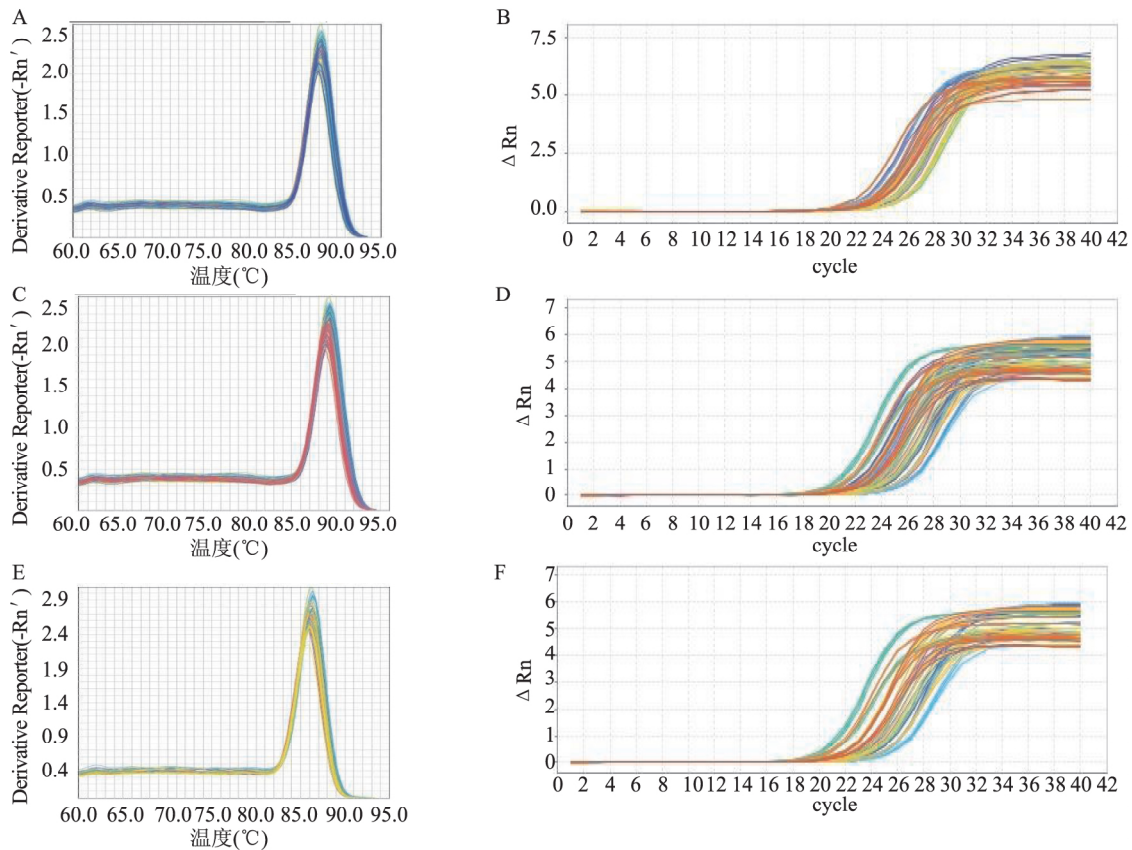 A
Derivative Reporter(-Rn′)
2.5
2.0
1.0
0.5
60.0 65.0 70.0 75.0 80.0 85.0 90.0 95.0
温度(℃)
B
Δ Rn
7.5
5.0
2.5
0.0
0 2 4 6 8 10 12 14 16 18 20 22 24 26 28 30 32 34 36 38 40 42
cycle
C
Derivative Reporter(-Rn′)
2.5
2.0
1.5
1.0
0.5
60.0 65.0 70.0 75.0 80.0 85.0 90.0 95.0
温度(℃)
D
Δ Rn
7
6
5
4
3
2
1
0
0 2 4 6 8 10 12 14 16 18 20 22 24 26 28 30 32 34 36 38 40 42
cycle
E
Derivative Reporter(-Rn′)
2.9
2.4
1.9
1.4
0.9
0.4
60.0 65.0 70.0 75.0 80.0 85.0 90.0 95.0
温度(℃)
F
Δ Rn
7
6
5
4
3
2
1
0
0 2 4 6 8 10 12 14 16 18 20 22 24 26 28 30 32 34 36 38 40 42
cycle